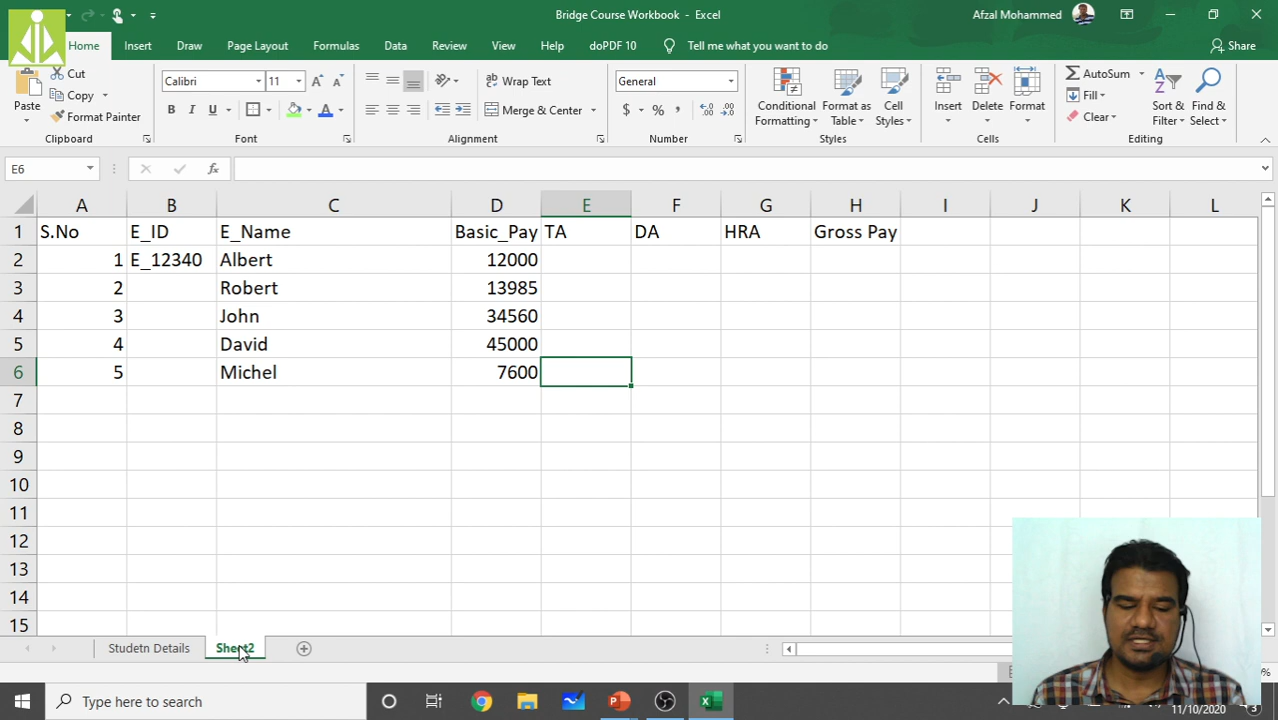 Bridge Course Workbook - Excel
Afzal Mohammed
Home Insert Draw Page Layout Formulas Data Review View Help doPDF 10 Tell me what you want to do Share
Paste Cut Copy Format Painter Clipboard
Calibri 11 B I U A Font
ab Wrap Text Merge & Center Alignment
General $ % Number
Conditional Formatting Format as Table Cell Styles Styles
Insert Delete Format Cells
AutoSum Fill Clear Sort & Filter Find & Select Editing
E6 fx
A B C D E F G H I J K L
1 S.No E_ID E_Name Basic_Pay TA DA HRA Gross Pay
2 1 E_12340 Albert 12000
3 2 Robert 13985
4 3 John 34560
5 4 David 45000
6 5 Michel 7600
7
8
9
10
11
12
13
14
15
Studetn Details Sheet2
Type here to search
11/10/2020